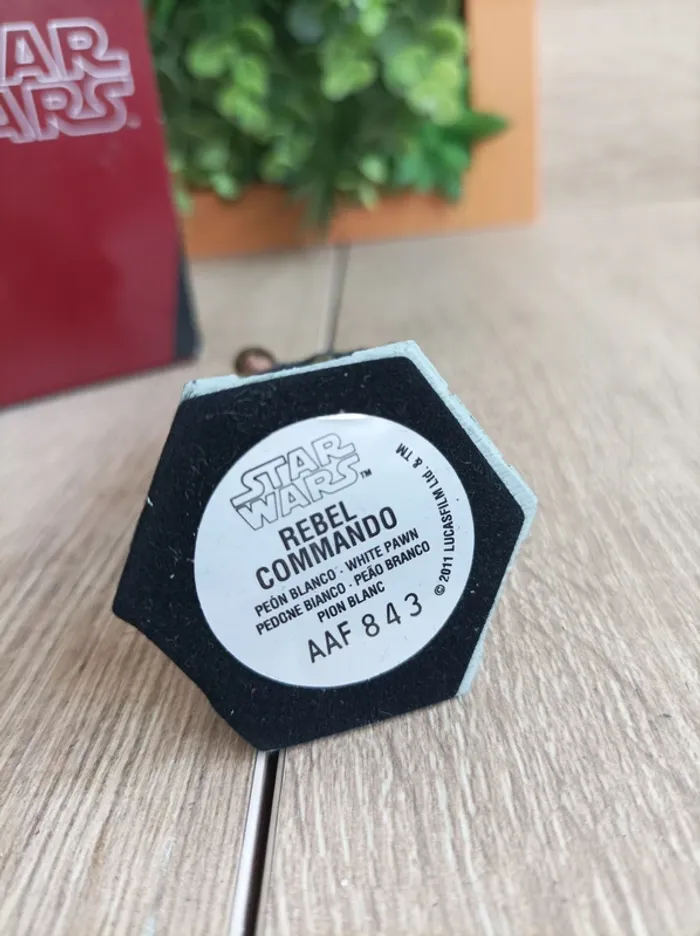 STAR
WARS
STAR
WARS™
REBEL
COMMANDO
PEÓN BLANCO · WHITE PAWN
PEDONE BIANCO · PEÃO BRANCO
PION BLANC
AAF 843
© 2011 LUCASFILM Ltd. & TM